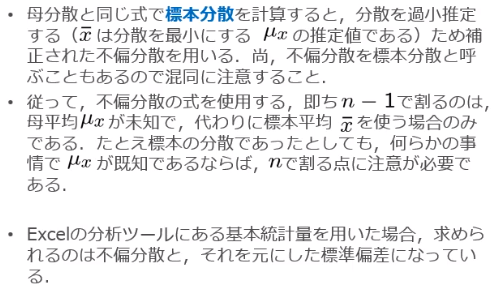 • 母分散と同じ式で標本分散を計算すると，分散を過小推定
する（x̄ は分散を最小にする μx の推定値である）ため補
正された不偏分散を用いる．尚，不偏分散を標本分散と呼
ぶこともあるので混同に注意すること．
• 従って，不偏分散の式を使用する，即ち n − 1 で割るのは，
母平均 μx が未知で，代わりに標本平均 x̄ を使う場合のみ
である．たとえ標本の分散であったとしても，何らかの事
情で μx が既知であるならば，n で割る点に注意が必要で
ある．
• Excelの分析ツールにある基本統計量を用いた場合，求めら
れるのは不偏分散と，それを元にした標準偏差になってい
る．